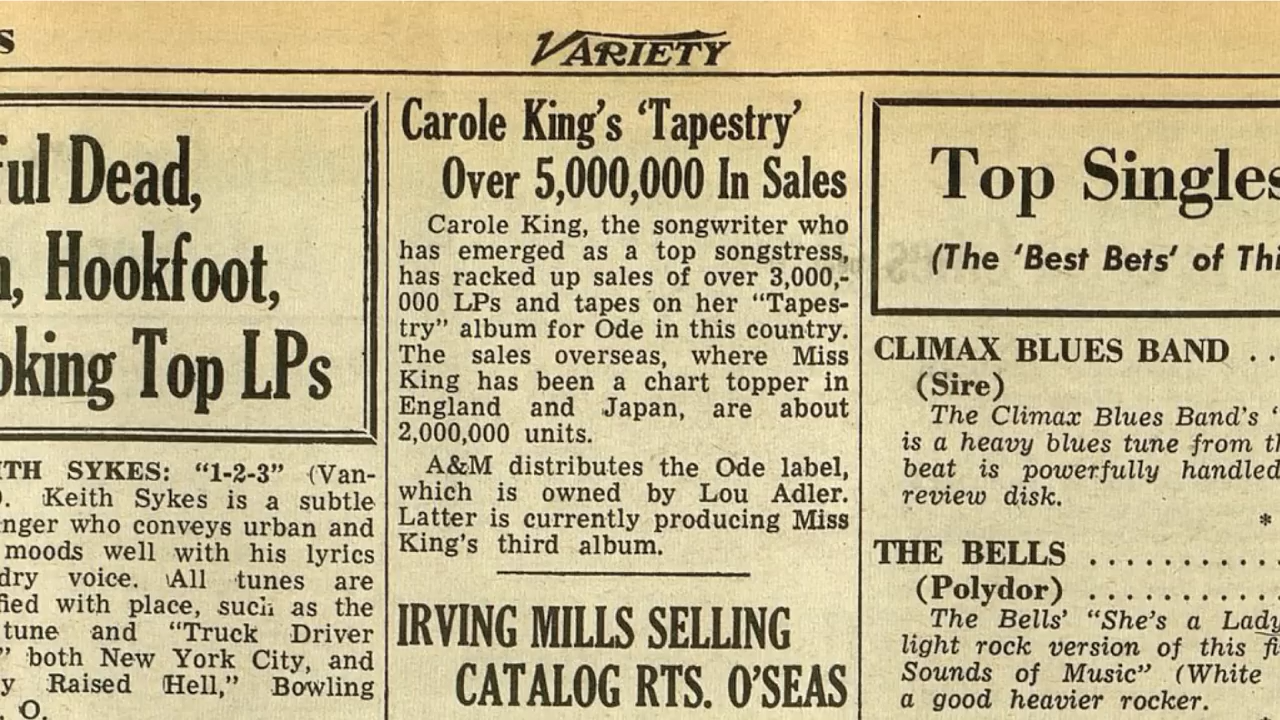 s
VARIETY
ul Dead,
, Hookfoot,
oking Top LPs
ITH SYKES: “1-2-3” (Van-
). Keith Sykes is a subtle
nger who conveys urban and
moods well with his lyrics
dry voice. All tunes are
fied with place, such as the
tune and “Truck Driver
” both New York City, and
y Raised Hell,” Bowling
. O.
Carole King’s ‘Tapestry’
Over 5,000,000 In Sales
Carole King, the songwriter who
has emerged as a top songstress,
has racked up sales of over 3,000,-
000 LPs and tapes on her “Tapes-
try” album for Ode in this country.
The sales overseas, where Miss
King has been a chart topper in
England and Japan, are about
2,000,000 units.
A&M distributes the Ode label,
which is owned by Lou Adler.
Latter is currently producing Miss
King’s third album.
IRVING MILLS SELLING
CATALOG RTS. O’SEAS
Top Singles
(The ‘Best Bets’ of Thi
CLIMAX BLUES BAND ..
(Sire)
The Climax Blues Band’s ‘
is a heavy blues tune from th
beat is powerfully handled
review disk.
*
THE BELLS ..........
(Polydor) ..........
The Bells’ “She’s a Lady
light rock version of this fi
Sounds of Music” (White
a good heavier rocker.